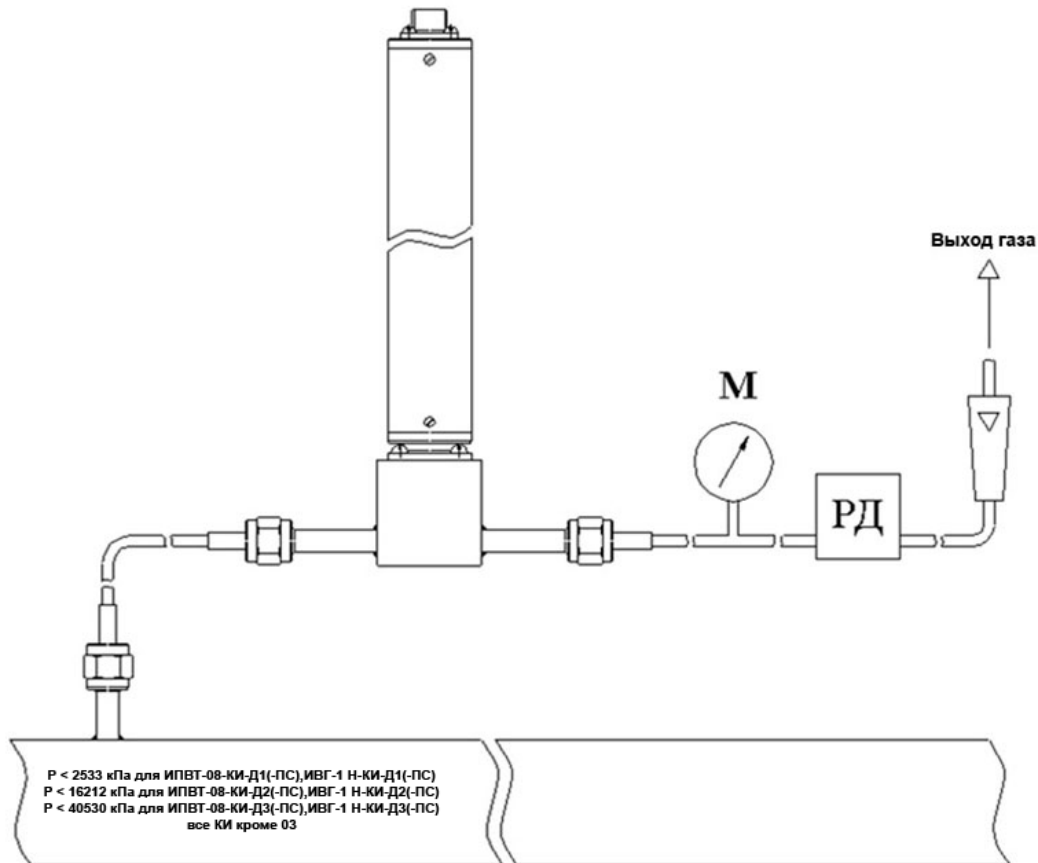 Выход газа
М
РД
P < 2533 кПа для ИПВТ-08-КИ-Д1(-ПС),ИВГ-1 Н-КИ-Д1(-ПС)
P < 16212 кПа для ИПВТ-08-КИ-Д2(-ПС),ИВГ-1 Н-КИ-Д2(-ПС)
P < 40530 кПа для ИПВТ-08-КИ-Д3(-ПС),ИВГ-1 Н-КИ-Д3(-ПС)
все КИ кроме 03